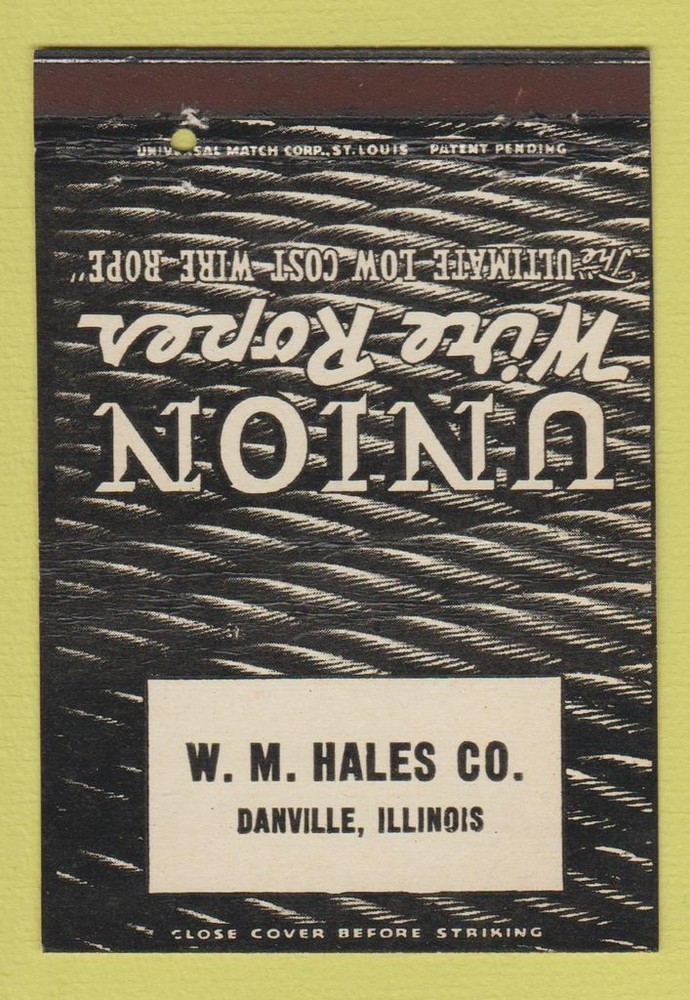 UNIVERSAL MATCH CORP., ST. LOUIS PATENT PENDING
UNION
Wire Ropes
The "ULTIMATE LOW COST WIRE ROPE"
W. M. HALES CO.
DANVILLE, ILLINOIS
CLOSE COVER BEFORE STRIKING